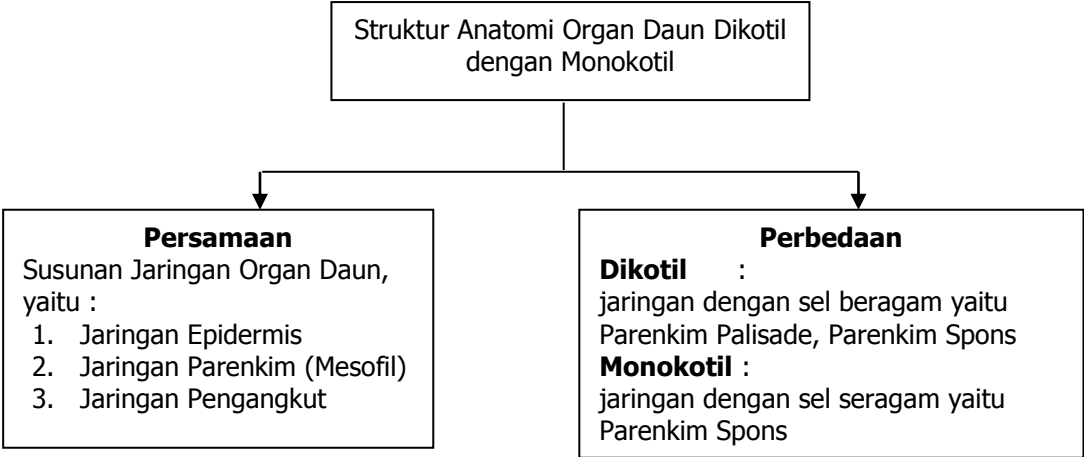 Struktur Anatomi Organ Daun Dikotil
dengan Monokotil
Persamaan
Susunan Jaringan Organ Daun,
yaitu :
1. Jaringan Epidermis
2. Jaringan Parenkim (Mesofil)
3. Jaringan Pengangkut
Perbedaan
Dikotil :
jaringan dengan sel beragam yaitu
Parenkim Palisade, Parenkim Spons
Monokotil :
jaringan dengan sel seragam yaitu
Parenkim Spons